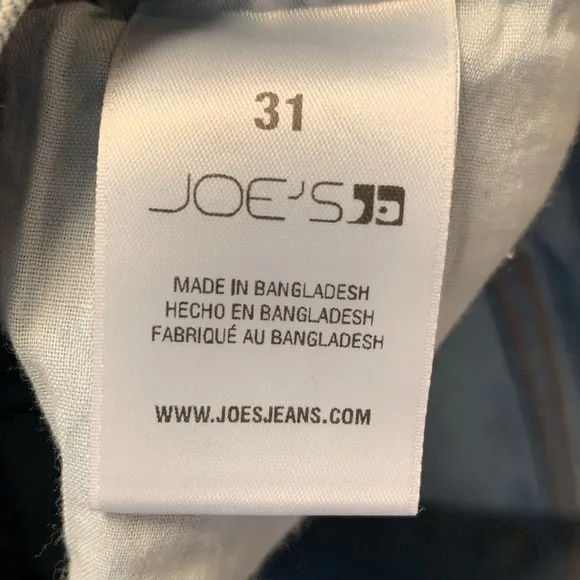 31
JOE'S
MADE IN BANGLADESH
HECHO EN BANGLADESH
FABRIQUÉ AU BANGLADESH
WWW.JOESJEANS.COM